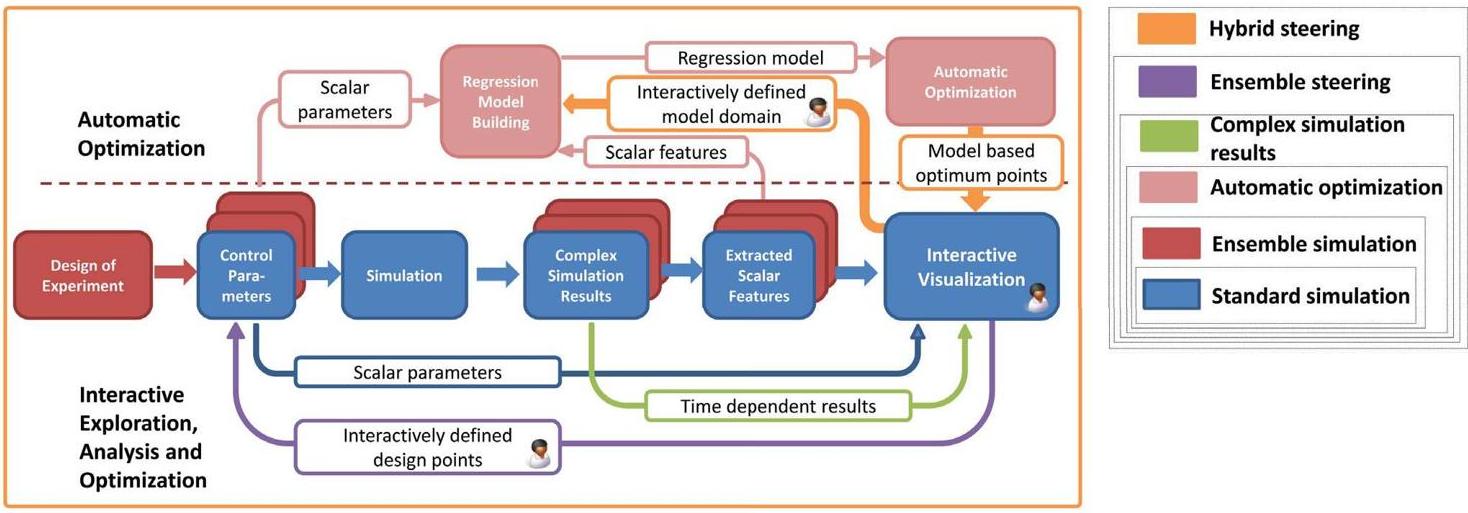 Automatic
Optimization
Scalar
parameters
Regression
Model
Building
Regression model
Interactively defined
model domain
Scalar features
Automatic
Optimization
Model based
optimum points
Design of
Experiment
Control
Para-
meters
Simulation
Complex
Simulation
Results
Extracted
Scalar
Features
Interactive
Visualization
Scalar parameters
Time dependent results
Interactively defined
design points
Interactive
Exploration,
Analysis and
Optimization
Hybrid steering
Ensemble steering
Complex simulation
results
Automatic optimization
Ensemble simulation
Standard simulation